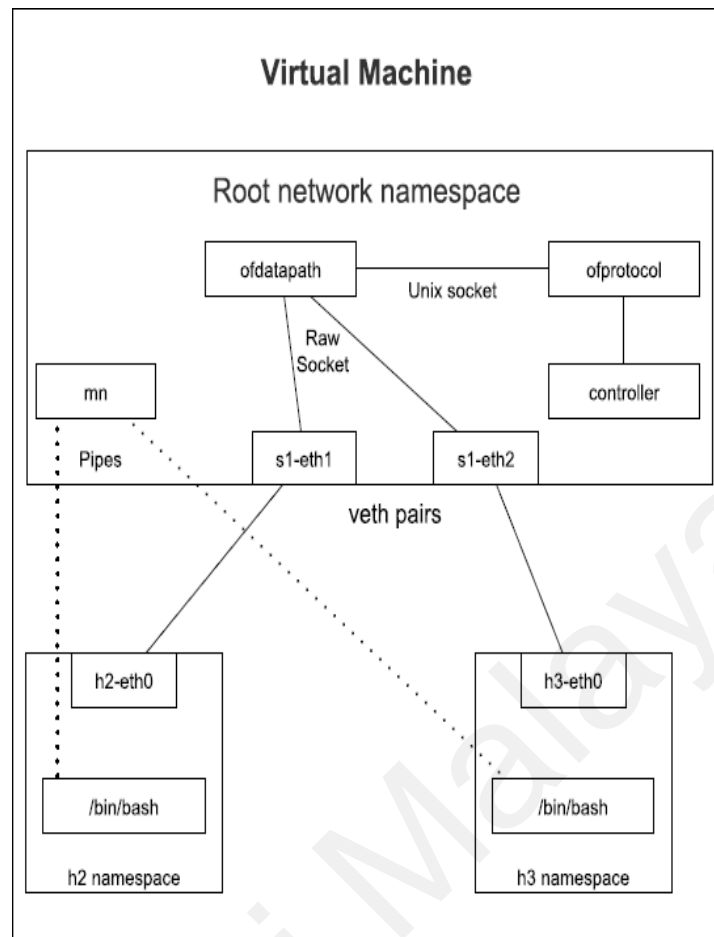 Virtual Machine
Root network namespace
ofdatapath
ofprotocol
Unix socket
Raw
Socket
mn
controller
Pipes
s1-eth1
s1-eth2
veth pairs
h2-eth0
h3-eth0
/bin/bash
/bin/bash
h2 namespace
h3 namespace
Malaya